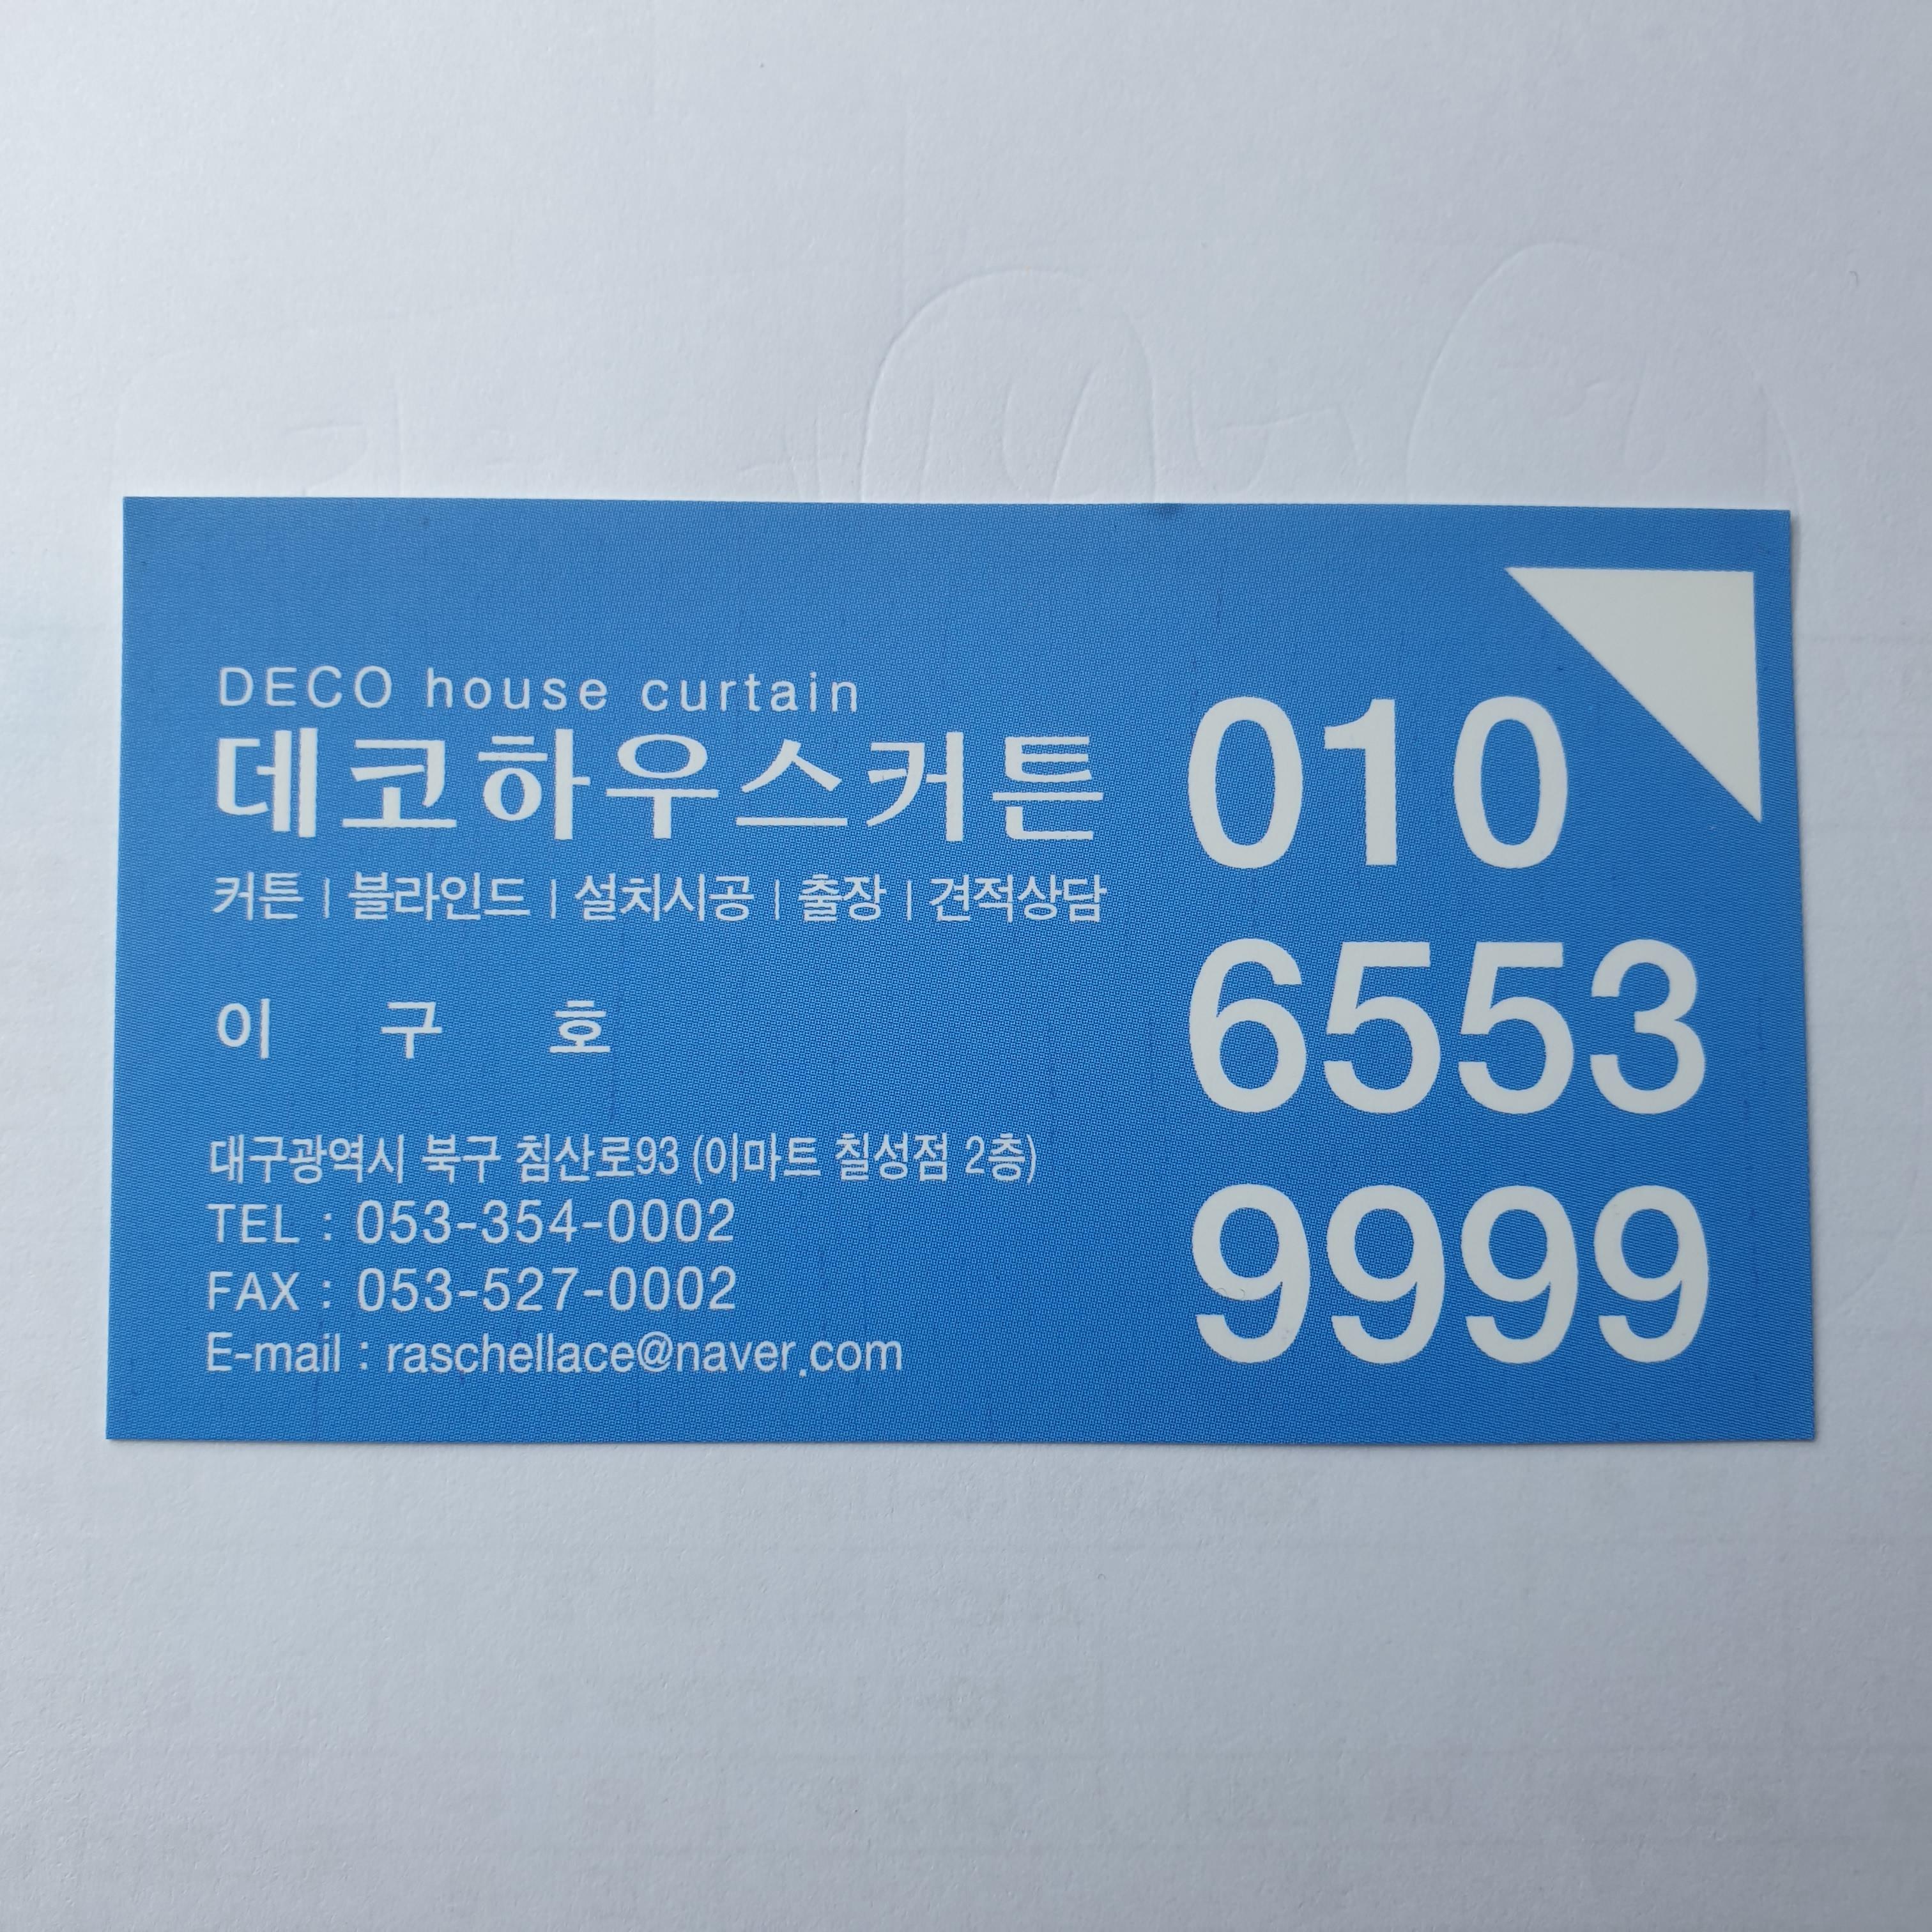 DECO house curtain
데코하우스커튼
커튼 | 블라인드 | 설치시공 | 출장 | 견적상담
이 구 호
대구광역시 북구 침산로93 (이마트 칠성점 2층)
TEL : 053-354-0002
FAX : 053-527-0002
E-mail : raschellace@naver.com
010
6553
9999